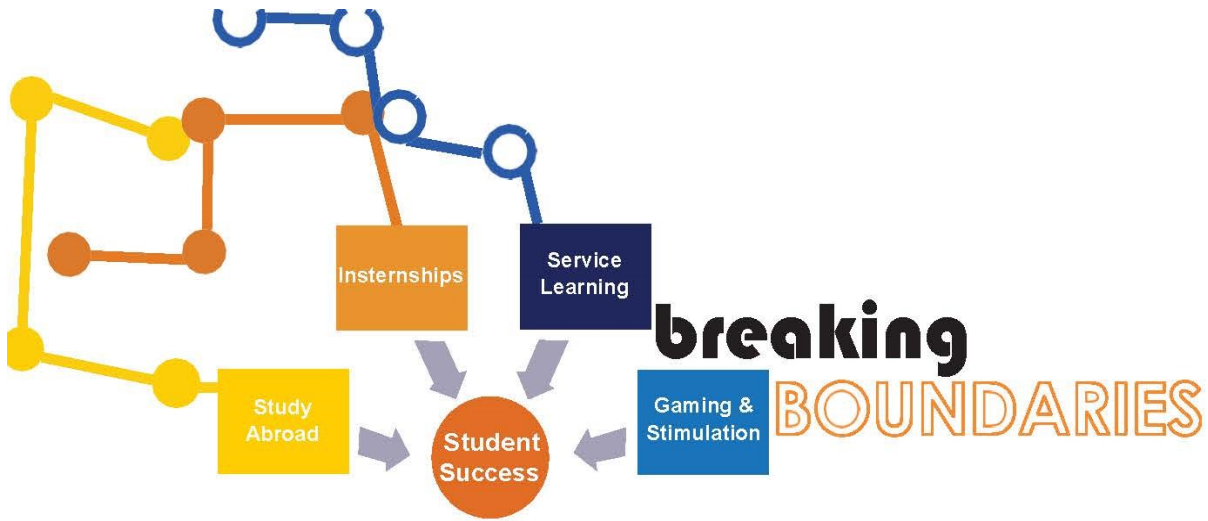 Insternships
Service
Learning
breaking
BOUNDARIES
Study
Abroad
Student
Success
Gaming &
Stimulation